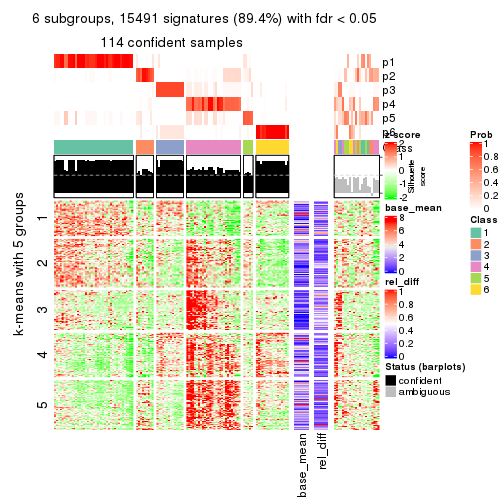 6 subgroups, 15491 signatures (89.4%) with fdr < 0.05
114 confident samples
p1
p2
p3
p4
p5
p6
Class
Silhouette
score
k-means with 5 groups
1
2
3
4
5
base_mean
rel_diff
z-score
2
1
0
-1
-2
base_mean
8
6
4
2
0
rel_diff
1
0.8
0.6
0.4
0.2
0
Status (barplots)
confident
ambiguous
Prob
1
0.8
0.6
0.4
0.2
0
Class
1
2
3
4
5
6